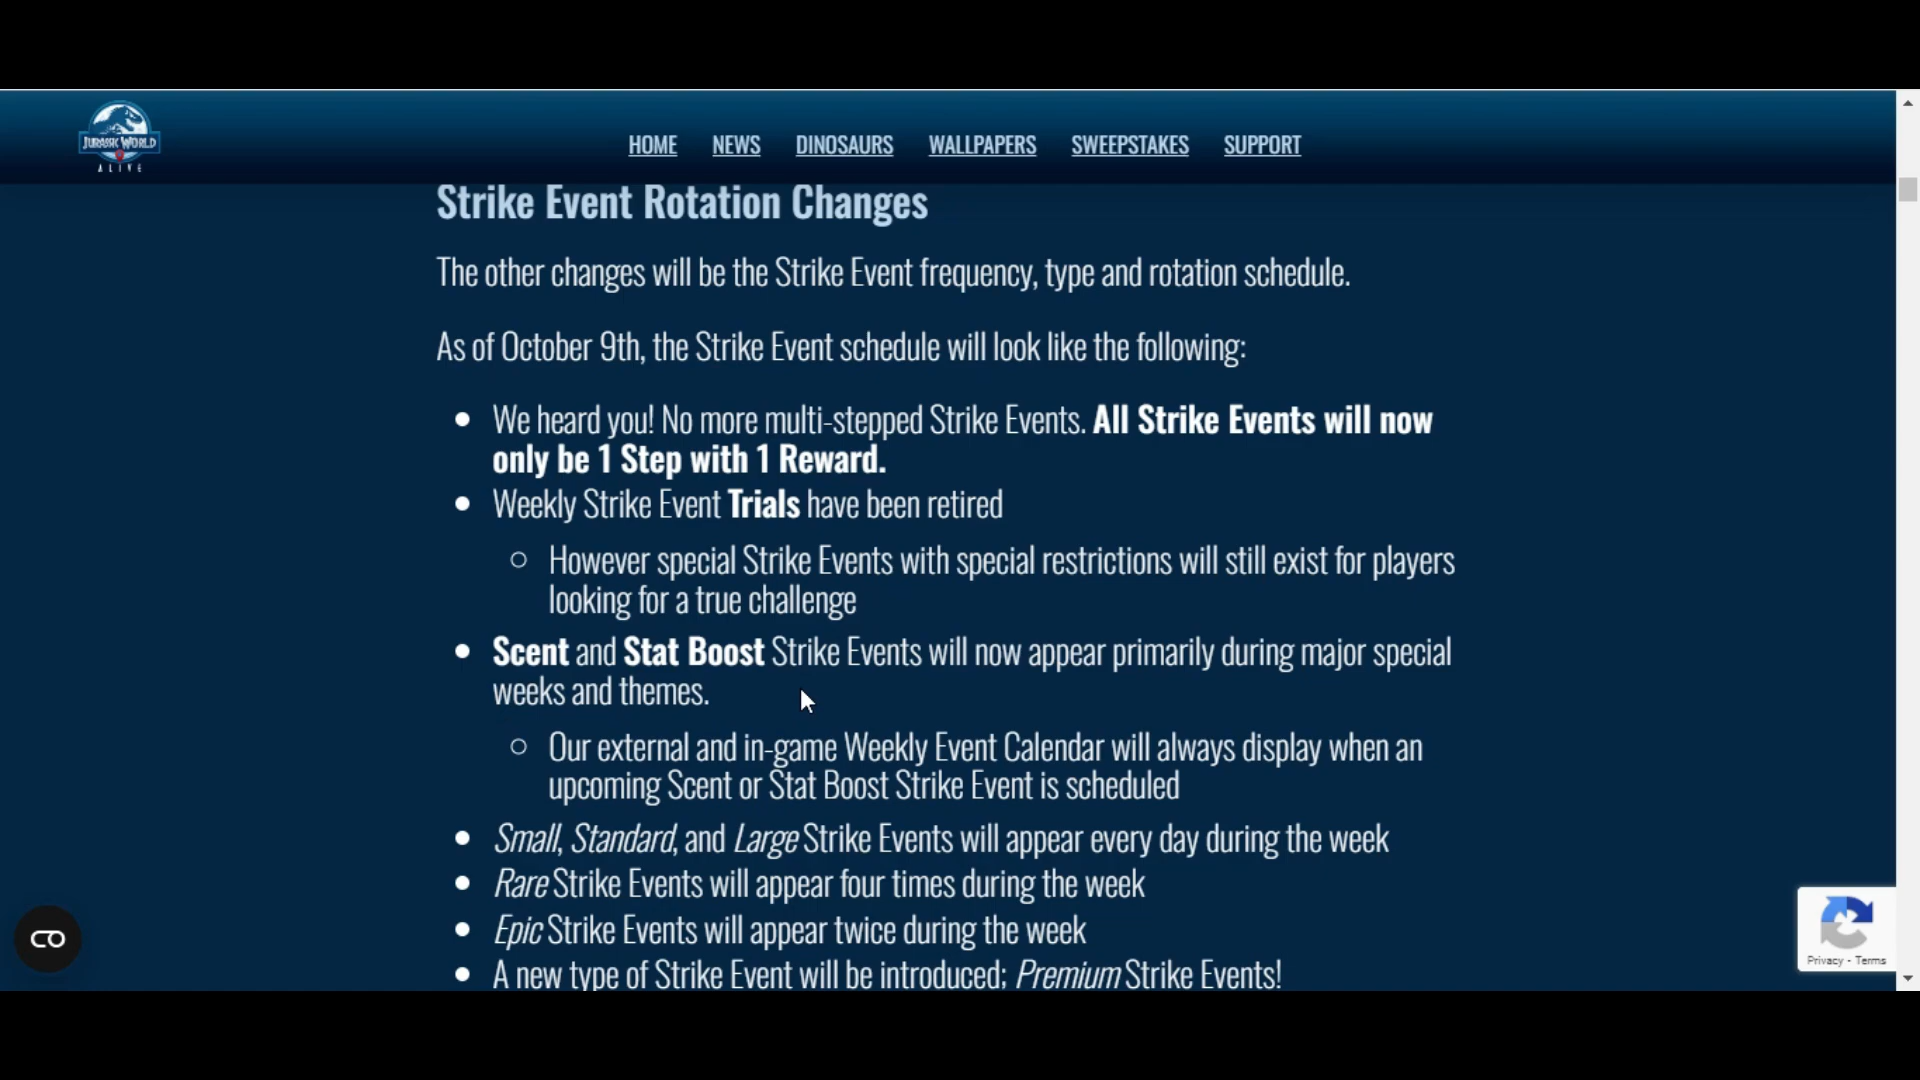 JURASSIC WORLD
ALIVE
HOME NEWS DINOSAURS WALLPAPERS SWEEPSTAKES SUPPORT
Strike Event Rotation Changes
The other changes will be the Strike Event frequency, type and rotation schedule.
As of October 9th, the Strike Event schedule will look like the following:
We heard you! No more multi-stepped Strike Events. All Strike Events will now
only be 1 Step with 1 Reward.
Weekly Strike Event Trials have been retired
However special Strike Events with special restrictions will still exist for players
looking for a true challenge
Scent and Stat Boost Strike Events will now appear primarily during major special
weeks and themes.
Our external and in-game Weekly Event Calendar will always display when an
upcoming Scent or Stat Boost Strike Event is scheduled
Small, Standard, and Large Strike Events will appear every day during the week
Rare Strike Events will appear four times during the week
Epic Strike Events will appear twice during the week
A new type of Strike Event will be introduced; Premium Strike Events!
Privacy - Terms